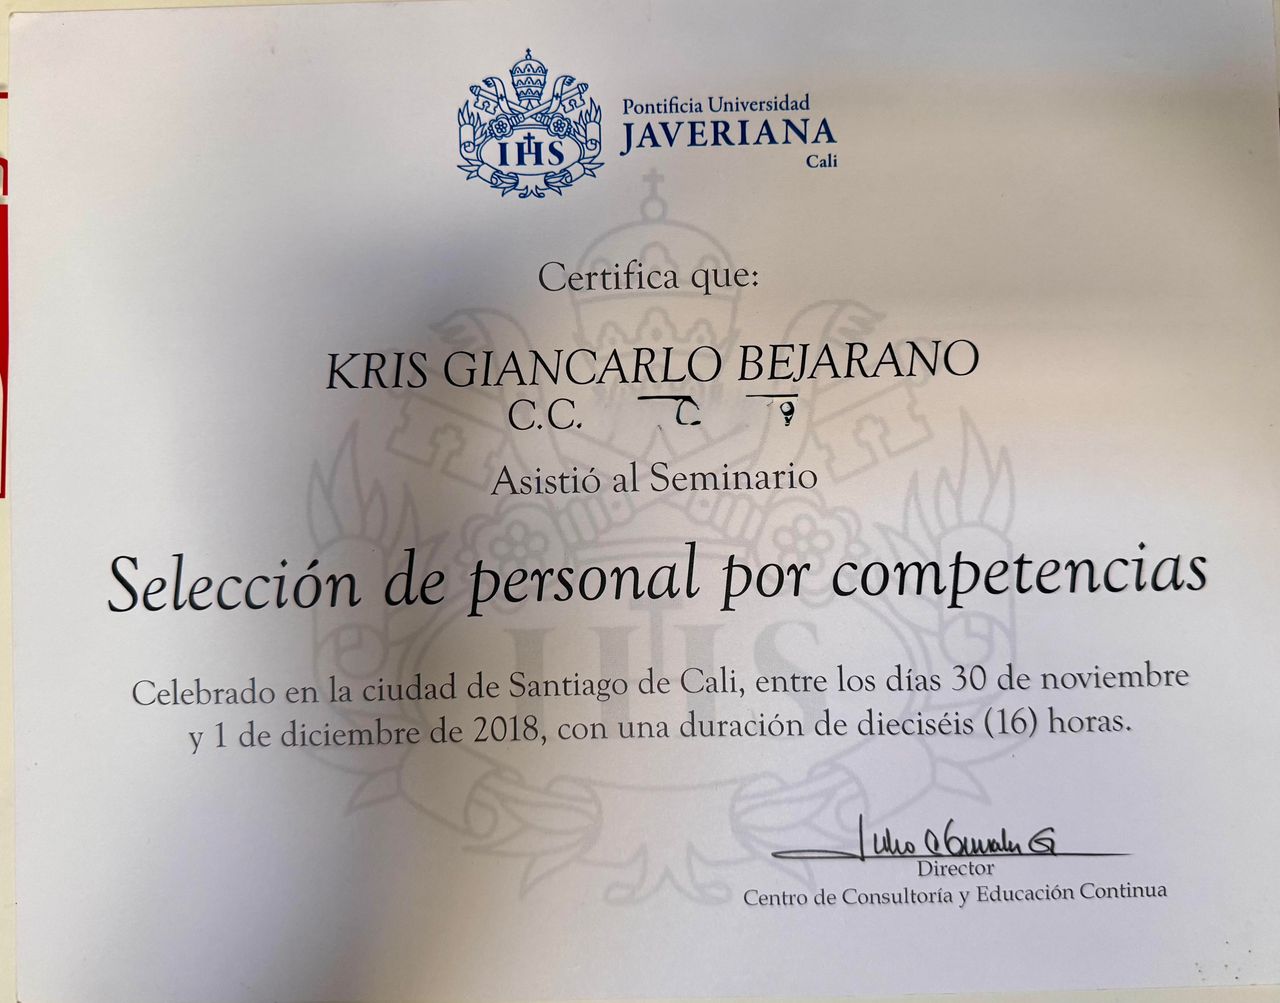 Pontificia Universidad
JAVERIANA
Cali
IHS
Certifica que:
KRIS GIANCARLO BEJARANO
C.C.
Asistió al Seminario
Selección de personal por competencias
Celebrado en la ciudad de Santiago de Cali, entre los días 30 de noviembre
y 1 de diciembre de 2018, con una duración de dieciséis (16) horas.
Director
Centro de Consultoría y Educación Continua